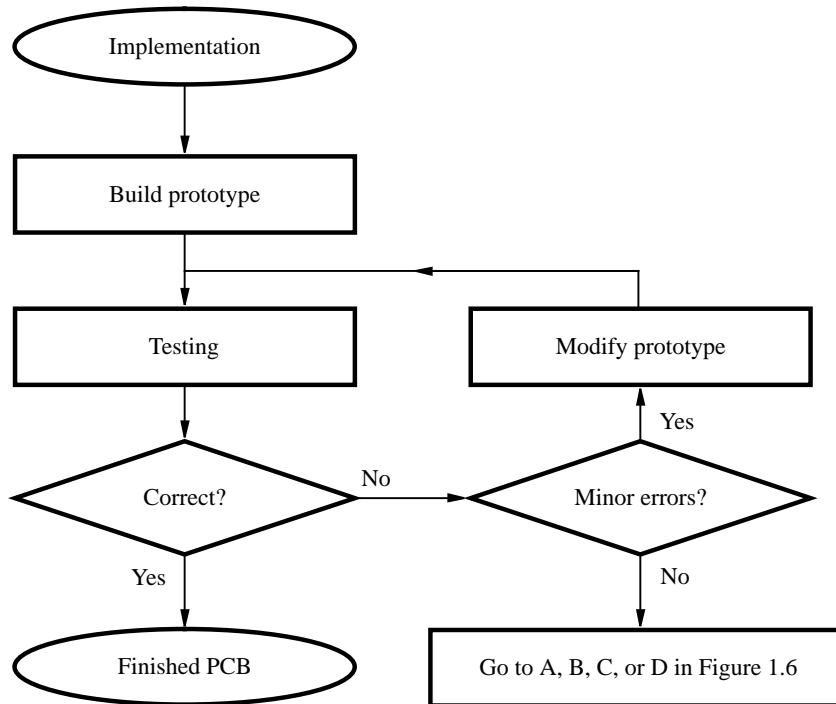 Implementation
Build prototype
Testing
Modify prototype
Yes
Correct?
No
Minor errors?
Yes
No
Finished PCB
Go to A, B, C, or D in Figure 1.6